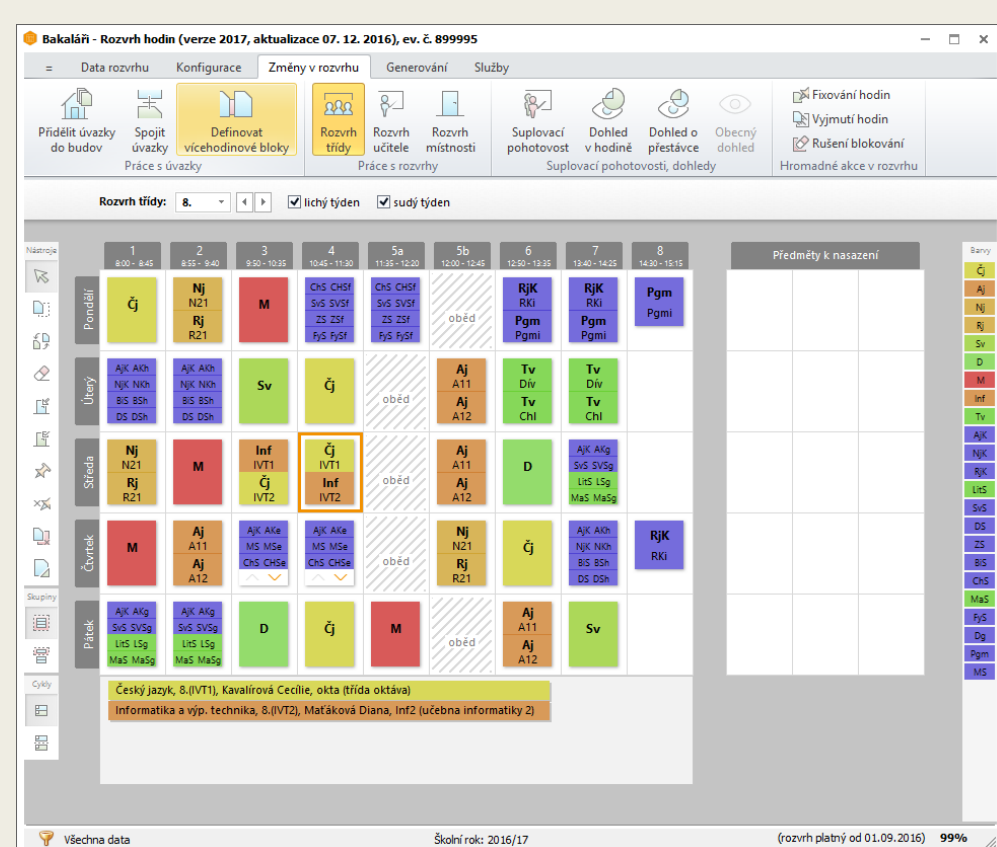 Bakaláři - Rozvrh hodin (verze 2017, aktualizace 07. 12. 2016), ev. č. 899995
= Data rozvrhu Konfigurace Změny v rozvrhu Generování Služby
Přidělit úvazky do budov
Spojit úvazky
Definovat vícehodinové bloky
Práce s úvazky
Rozvrh třídy
Rozvrh učitele
Rozvrh místnosti
Práce s rozvrhy
Suplovací pohotovost
Dohled v hodině
Dohled o přestávce
Obecný dohled
Suplovací pohotovosti, dohledy
Fixování hodin
Vyjmutí hodin
Rušení blokování
Hromadné akce v rozvrhu
Rozvrh třídy: 8. lichý týden sudý týden
Nástroje
Skupiny
Cykly
1 2 3 4 5a 5b 6 7 8
8:00 - 8:45 8:55 - 9:40 9:50 - 10:35 10:45 - 11:30 11:35 - 12:20 12:00 - 12:45 12:50 - 13:35 13:40 - 14:25 14:30 - 15:15
Pondělí
Čj
Nj
N21
Rj
R21
M
ChS CHSf
SvS SVSf
ZS ZSf
FyS FySf
ChS CHSf
SvS SVSf
ZS ZSf
FyS FySf
oběd
RjK
RKi
Pgm
Pgmi
RjK
RKi
Pgm
Pgmi
Pgm
Pgmi
Úterý
AjK AKh
NjK NKh
BiS BSh
DS DSh
AjK AKh
NjK NKh
BiS BSh
DS DSh
Sv
Čj
oběd
Aj
A11
Aj
A12
Tv
Dív
Tv
Chl
Tv
Dív
Tv
Chl
Středa
Nj
N21
Rj
R21
M
Inf
IVT1
Čj
IVT2
Čj
IVT1
Inf
IVT2
oběd
Aj
A11
Aj
A12
D
AjK AKg
SvS SVSg
LitS LSg
MaS MaSg
Čtvrtek
M
Aj
A11
Aj
A12
AjK AKe
MS MSe
ChS CHSe
AjK AKe
MS MSe
ChS CHSe
oběd
Nj
N21
Rj
R21
Čj
AjK AKh
NjK NKh
BiS BSh
DS DSh
RjK
RKi
Pátek
AjK AKg
SvS SVSg
LitS LSg
MaS MaSg
AjK AKg
SvS SVSg
LitS LSg
MaS MaSg
D
Čj
M
oběd
Aj
A11
Aj
A12
Sv
Český jazyk, 8.(IVT1), Kavalírová Cecílie, okta (třída oktáva)
Informatika a výp. technika, 8.(IVT2), Maťáková Diana, Inf2 (učebna informatiky 2)
Předměty k nasazení
Barvy
Čj
Aj
Nj
Rj
Sv
D
M
Inf
Tv
AjK
NjK
RjK
LitS
SvS
DS
ZS
BiS
ChS
MaS
FyS
Dg
Pgm
MS
Všechna data Školní rok: 2016/17 (rozvrh platný od 01.09.2016) 99%